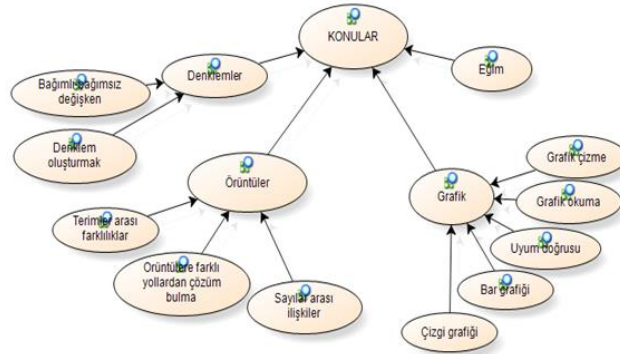 KONULAR
Denklemler
Eğim
Bağımlı-bağımsız
değişken
Denklem
oluşturmak
Örüntüler
Grafik
Grafik çizme
Grafik okuma
Uyum doğrusu
Bar grafiği
Çizgi grafiği
Terimler arası
farklılıklar
Örüntülere farklı
yollardan çözüm
bulma
Sayılar arası
ilişkiler